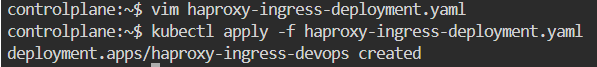 controlplane:~$ vim haproxy-ingress-deployment.yaml
controlplane:~$ kubectl apply -f haproxy-ingress-deployment.yaml
deployment.apps/haproxy-ingress-devops created